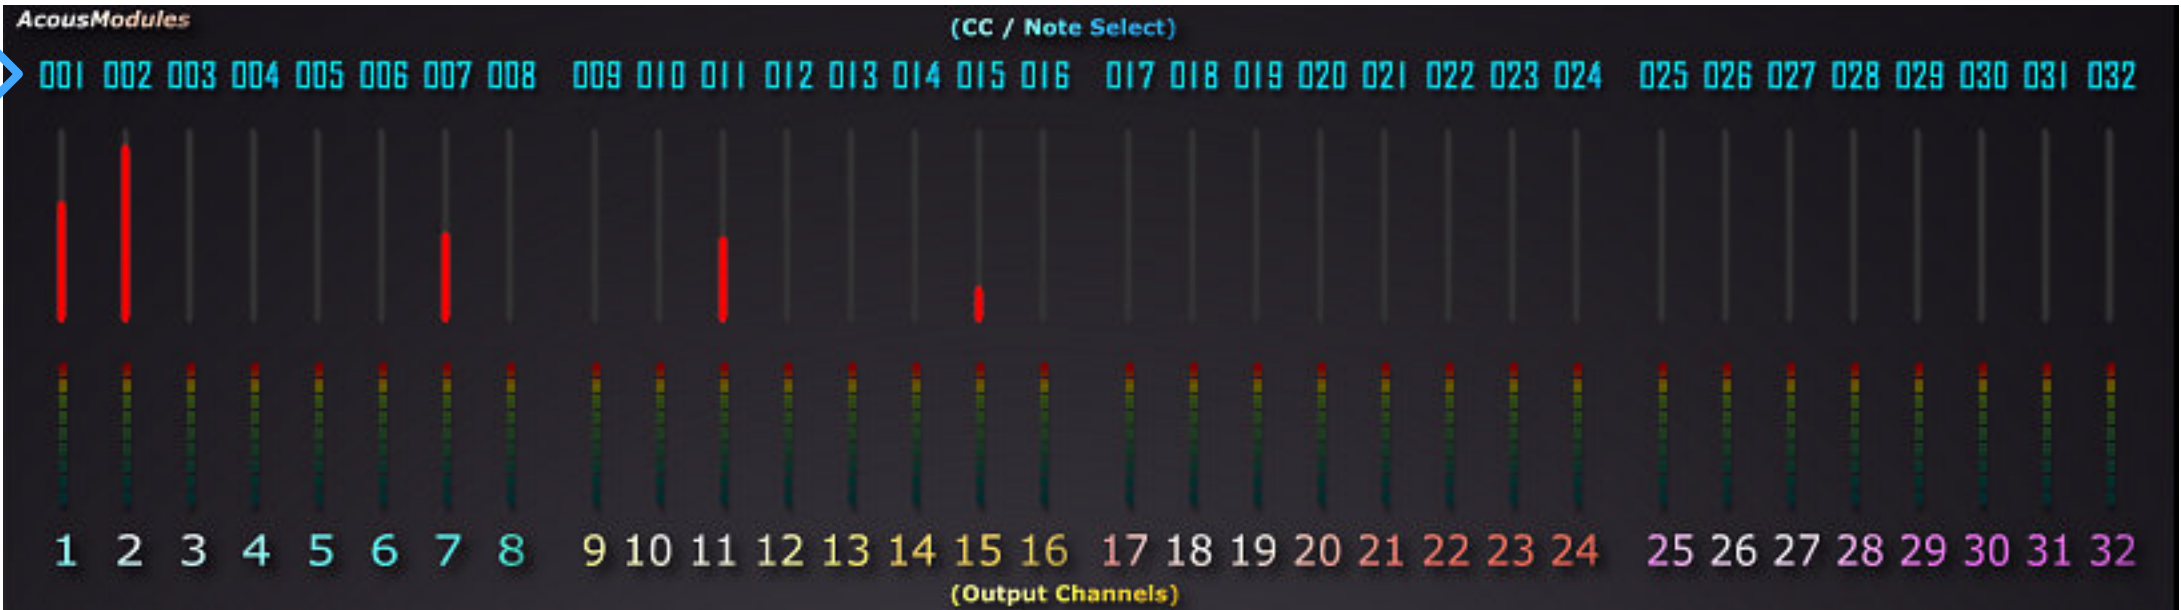 AcousModules
(CC / Note Select)
001 002 003 004 005 006 007 008 009 010 011 012 013 014 015 016 017 018 019 020 021 022 023 024 025 026 027 028 029 030 031 032
1 2 3 4 5 6 7 8 9 10 11 12 13 14 15 16 17 18 19 20 21 22 23 24 25 26 27 28 29 30 31 32
(Output Channels)